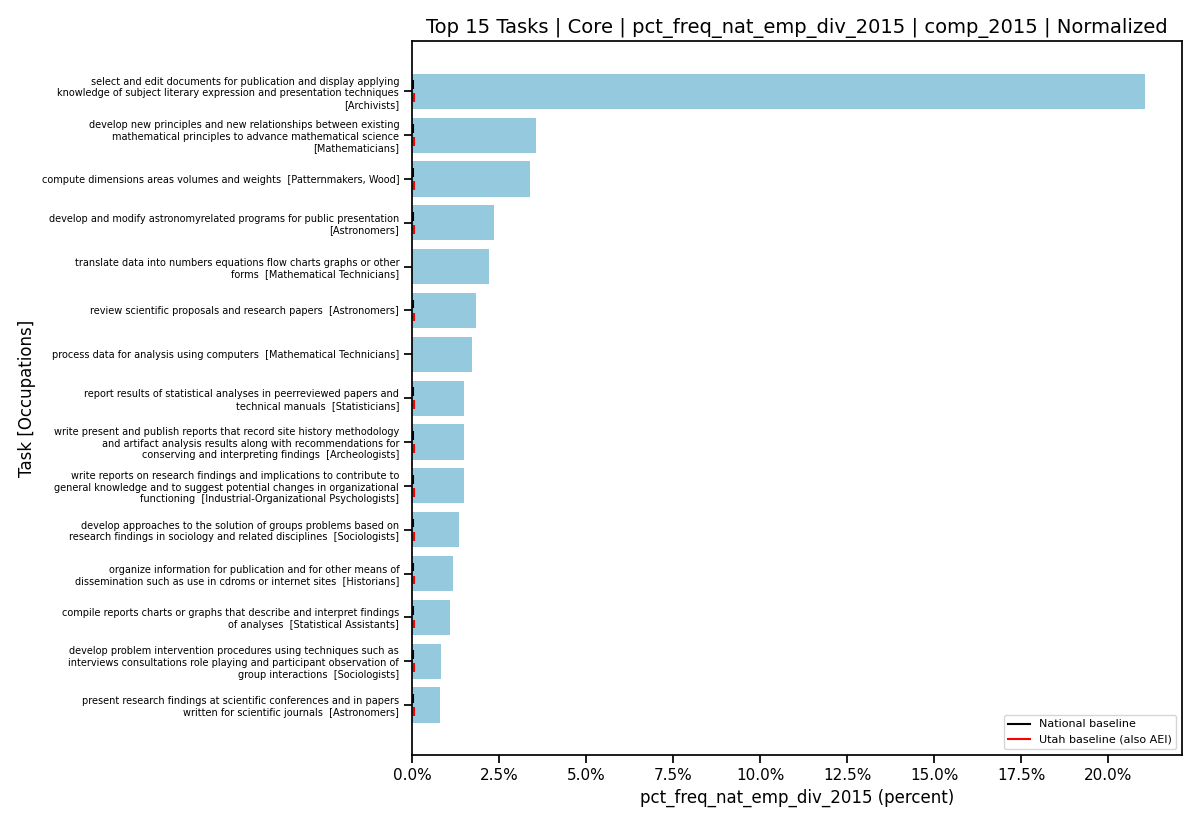 Top 15 Tasks | Core | pct_freq_nat_emp_div_2015 | comp_2015 | Normalized
select and edit documents for publication and display applying
knowledge of subject literary expression and presentation techniques
[Archivists]
develop new principles and new relationships between existing
mathematical principles to advance mathematical science
[Mathematicians]
compute dimensions areas volumes and weights [Patternmakers, Wood]
develop and modify astronomyrelated programs for public presentation
[Astronomers]
translate data into numbers equations flow charts graphs or other
forms [Mathematical Technicians]
review scientific proposals and research papers [Astronomers]
process data for analysis using computers [Mathematical Technicians]
report results of statistical analyses in peerreviewed papers and
technical manuals [Statisticians]
write present and publish reports that record site history methodology
and artifact analysis results along with recommendations for
conserving and interpreting findings [Archeologists]
write reports on research findings and implications to contribute to
general knowledge and to suggest potential changes in organizational
functioning [Industrial-Organizational Psychologists]
develop approaches to the solution of groups problems based on
research findings in sociology and related disciplines [Sociologists]
organize information for publication and for other means of
dissemination such as use in cdroms or internet sites [Historians]
compile reports charts or graphs that describe and interpret findings
of analyses [Statistical Assistants]
develop problem intervention procedures using techniques such as
interviews consultations role playing and participant observation of
group interactions [Sociologists]
present research findings at scientific conferences and in papers
written for scientific journals [Astronomers]
Task [Occupations]
National baseline
Utah baseline (also AEI)
0.0% 2.5% 5.0% 7.5% 10.0% 12.5% 15.0% 17.5% 20.0%
pct_freq_nat_emp_div_2015 (percent)